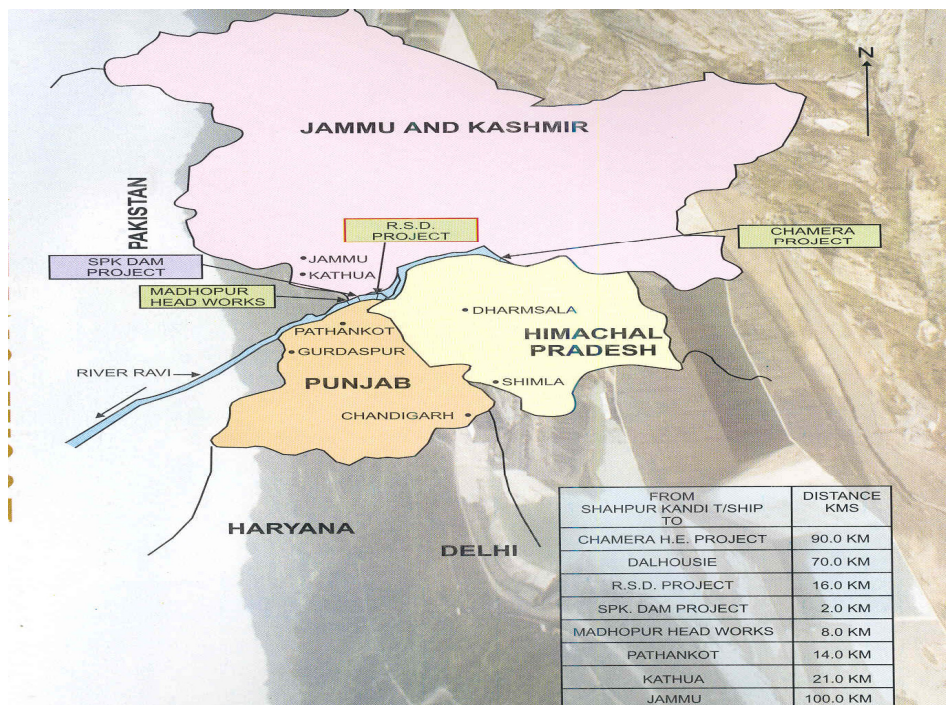 N
JAMMU AND KASHMIR
PAKISTAN
R.S.D.
PROJECT
CHAMERA
PROJECT
SPK DAM
PROJECT
JAMMU
KATHUA
MADHOPUR
HEAD WORKS
DHARMSALA
PATHANKOT
HIMACHAL
PRADESH
GURDASPUR
RIVER RAVI
PUNJAB
SHIMLA
CHANDIGARH
HARYANA
DELHI
FROM
SHAHPUR KANDI T/SHIP
TO
DISTANCE
KMS
CHAMERA H.E. PROJECT 90.0 KM
DALHOUSIE 70.0 KM
R.S.D. PROJECT 16.0 KM
SPK. DAM PROJECT 2.0 KM
MADHOPUR HEAD WORKS 8.0 KM
PATHANKOT 14.0 KM
KATHUA 21.0 KM
JAMMU 100.0 KM